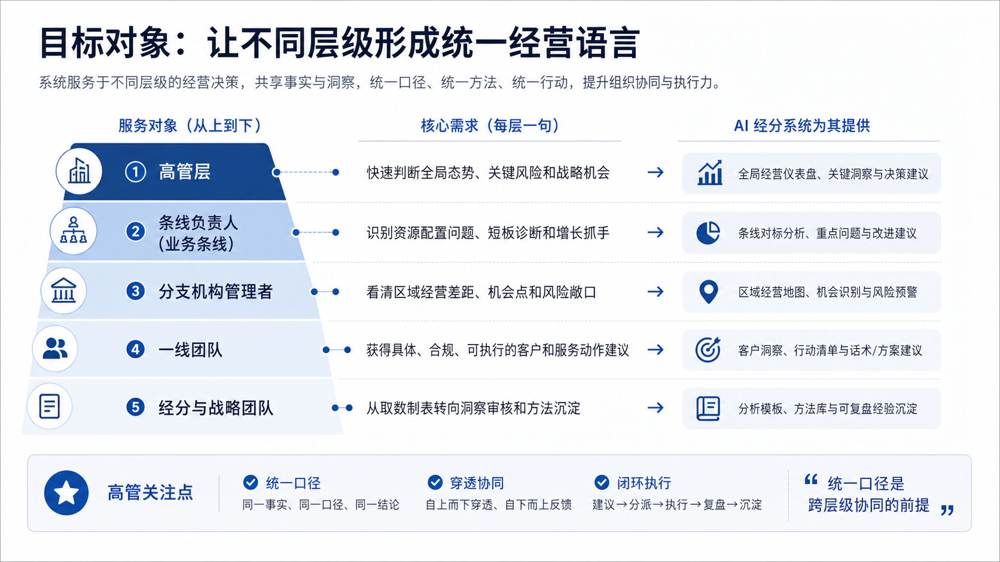 目标对象：让不同层级形成统一经营语言
系统服务于不同层级的经营决策，共享事实与洞察，统一口径、统一方法、统一行动，提升组织协同与执行力。
服务对象（从上到下）
核心需求（每层一句）
AI 经分系统为其提供
1 高管层
快速判断全局态势、关键风险和战略机会
→
全局经营仪表盘、关键洞察与决策建议
2 条线负责人
(业务条线)
识别资源配置问题、短板诊断和增长抓手
→
条线对标分析、重点问题与改进建议
3 分支机构管理者
看清区域经营差距、机会点和风险敞口
→
区域经营地图、机会识别与风险预警
4 一线团队
获得具体、合规、可执行的客户和服务动作建议
→
客户洞察、行动清单与话术/方案建议
5 经分与战略团队
从取数制表转向洞察审核和方法沉淀
→
分析模板、方法库与可复盘经验沉淀
高管关注点
统一口径
同一事实、同一口径、同一结论
穿透协同
自上而下穿透、自下而上反馈
闭环执行
建议→分派→执行→复盘→沉淀
“ 统一口径是
跨层级协同的前提 ”